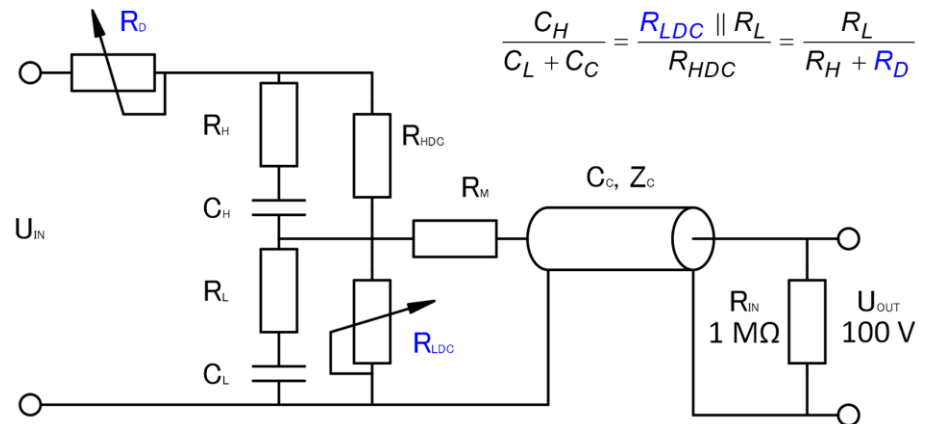 R_D
C_H / (C_L + C_C) = (R_LDC || R_L) / R_HDC = R_L / (R_H + R_D)
R_H
R_HDC
C_C, Z_C
R_M
C_H
U_IN
R_L
R_IN
1 MΩ
U_OUT
100 V
R_LDC
C_L